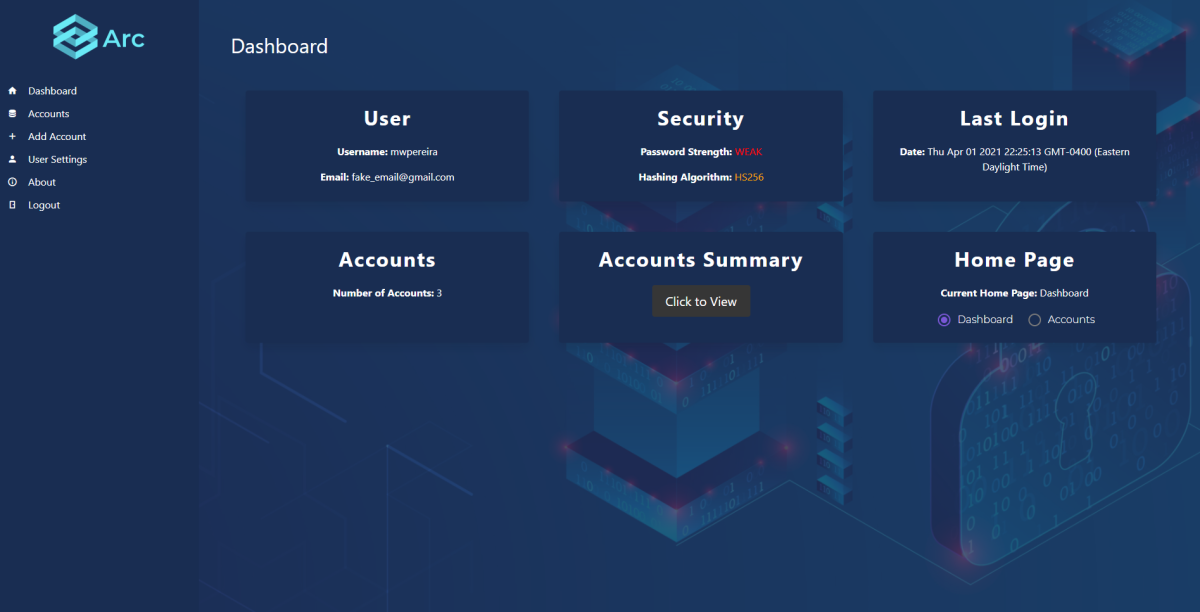 Arc
Dashboard
Accounts
Add Account
User Settings
About
Logout
Dashboard
User
Username: mwpereira
Email: fake_email@gmail.com
Security
Password Strength: WEAK
Hashing Algorithm: HS256
Last Login
Date: Thu Apr 01 2021 22:25:13 GMT-0400 (Eastern
Daylight Time)
Accounts
Number of Accounts: 3
Accounts Summary
Click to View
Home Page
Current Home Page: Dashboard
Dashboard Accounts